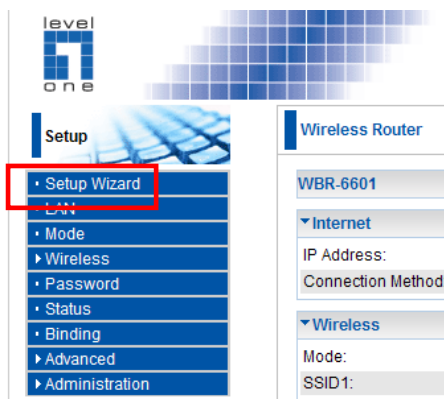 level
one
Setup
• Setup Wizard
• LAN
• Mode
▸ Wireless
• Password
• Status
• Binding
▸ Advanced
▸ Administration
Wireless Router
WBR-6601
▾ Internet
IP Address:
Connection Method
▾ Wireless
Mode:
SSID1: